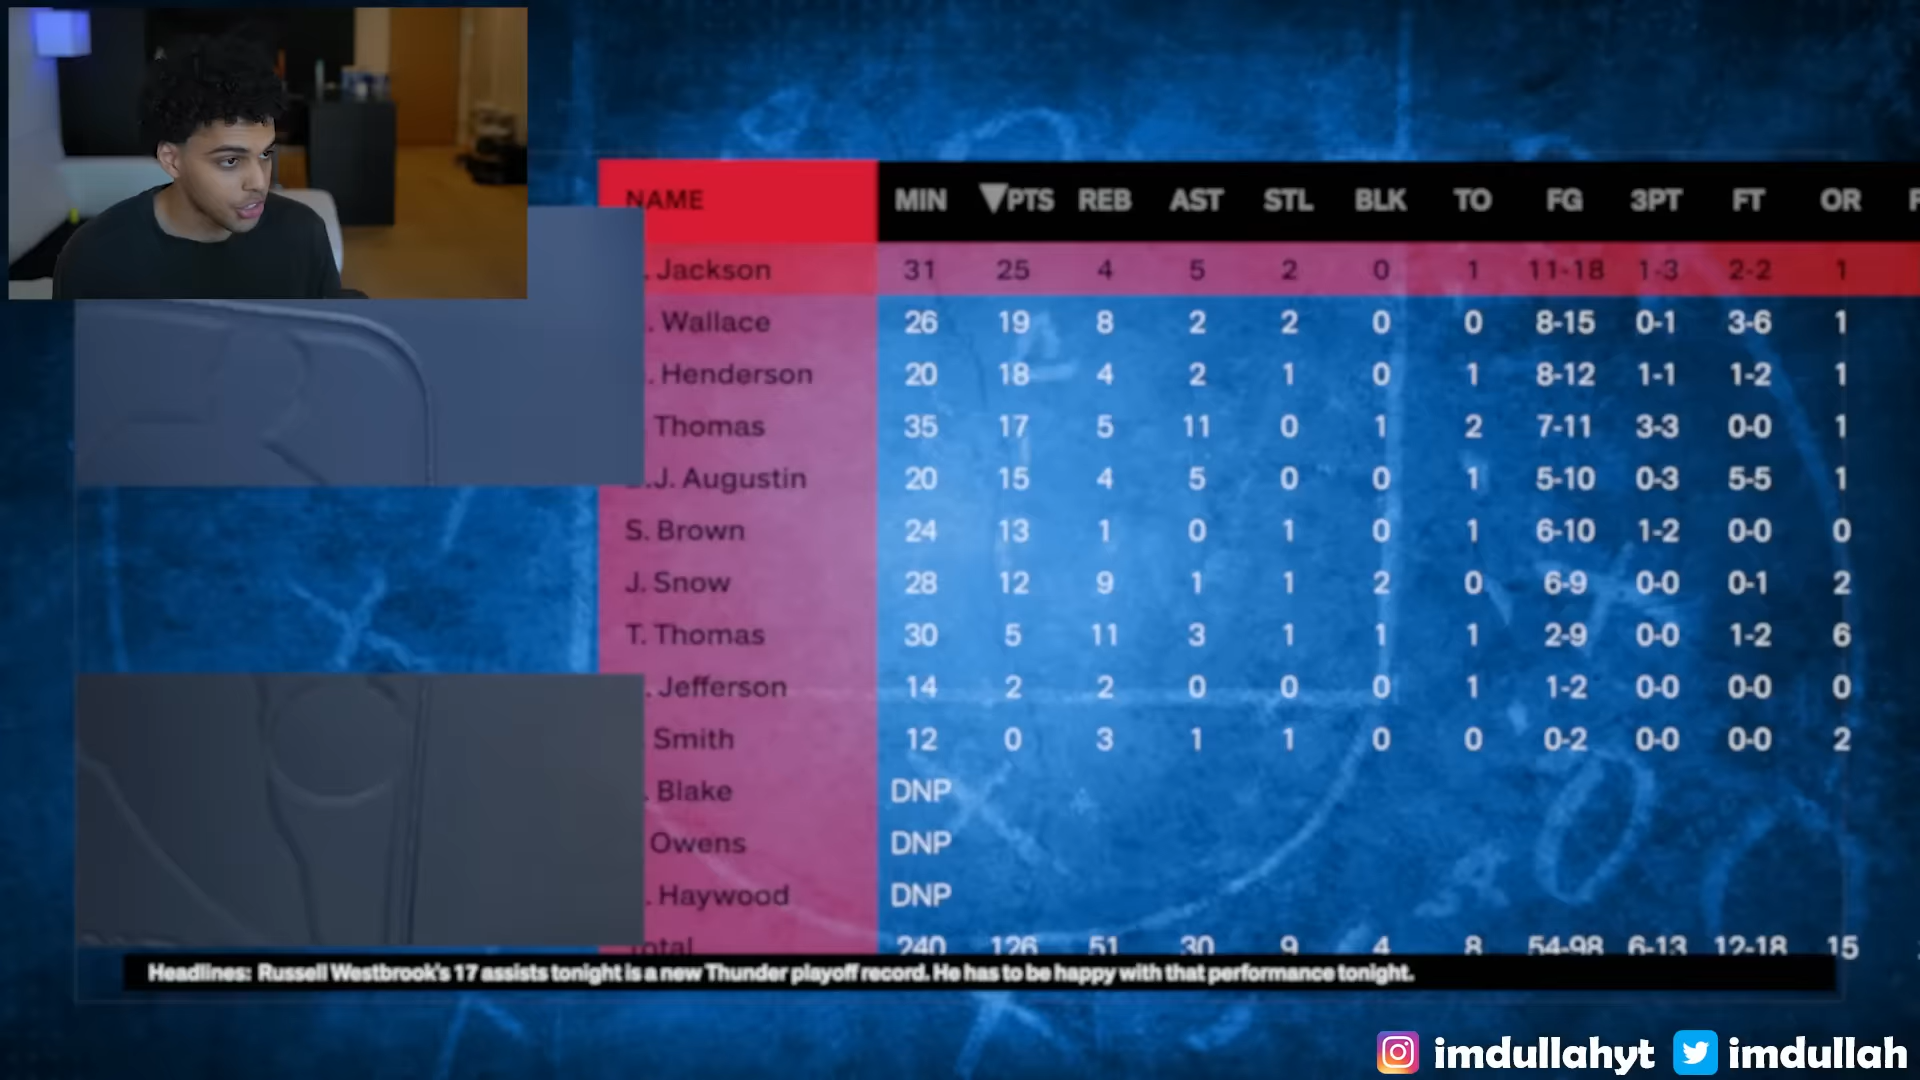 NAME MIN ▼PTS REB AST STL BLK TO FG 3PT FT OR
. Jackson 31 25 4 5 2 0 1 11-18 1-3 2-2 1
. Wallace 26 19 8 2 2 0 0 8-15 0-1 3-6 1
. Henderson 20 18 4 2 1 0 1 8-12 1-1 1-2 1
Thomas 35 17 5 11 0 1 2 7-11 3-3 0-0 1
.J. Augustin 20 15 4 5 0 0 1 5-10 0-3 5-5 1
S. Brown 24 13 1 0 1 0 1 6-10 1-2 0-0 0
J. Snow 28 12 9 1 1 2 0 6-9 0-0 0-1 2
T. Thomas 30 5 11 3 1 1 1 2-9 0-0 1-2 6
. Jefferson 14 2 2 0 0 0 1 1-2 0-0 0-0 0
Smith 12 0 3 1 1 0 0 0-2 0-0 0-0 2
. Blake DNP
Owens DNP
. Haywood DNP
Total 240 126 51 30 9 4 8 54-98 6-13 12-18 15
Headlines: Russell Westbrook's 17 assists tonight is a new Thunder playoff record. He has to be happy with that performance tonight.
imdullahyt imdullah